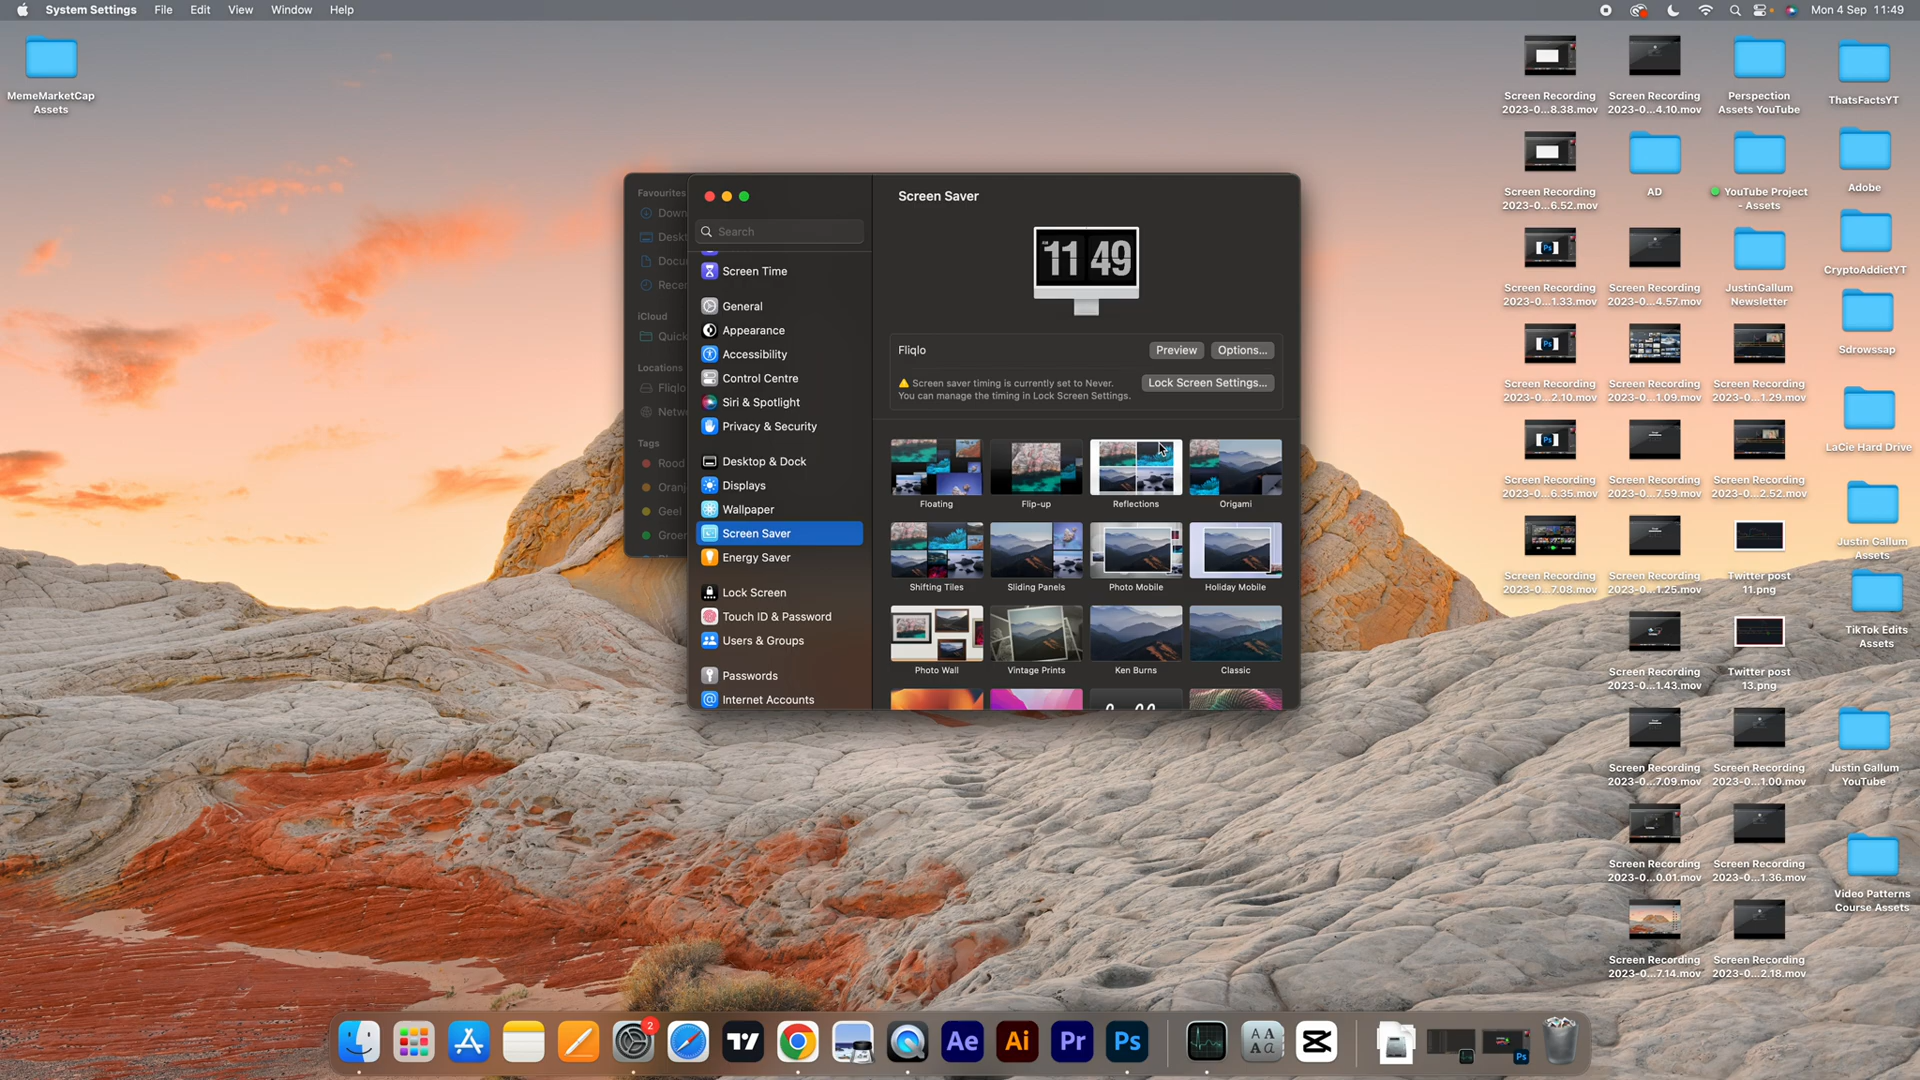 System Settings File Edit View Window Help
Mon 4 Sep 11:49
MemeMarketCap
Assets
Favourites
Down
Deskt
Docu
Recer
iCloud
Quick
Locations
Fliqlo
Netw
Tags
Rood
Oranj
Geel
Groer
Search
Screen Time
General
Appearance
Accessibility
Control Centre
Siri & Spotlight
Privacy & Security
Desktop & Dock
Displays
Wallpaper
Screen Saver
Energy Saver
Lock Screen
Touch ID & Password
Users & Groups
Passwords
Internet Accounts
Screen Saver
11 49
Fliqlo
Preview
Options...
Screen saver timing is currently set to Never.
You can manage the timing in Lock Screen Settings.
Lock Screen Settings...
Floating
Flip-up
Reflections
Origami
Shifting Tiles
Sliding Panels
Photo Mobile
Holiday Mobile
Photo Wall
Vintage Prints
Ken Burns
Classic
Screen Recording
2023-0...8.38.mov
Screen Recording
2023-0...4.10.mov
Perspection
Assets YouTube
ThatsFactsYT
Screen Recording
2023-0...6.52.mov
AD
YouTube Project
- Assets
Adobe
Screen Recording
2023-0...1.33.mov
Screen Recording
2023-0...4.57.mov
JustinGallum
Newsletter
CryptoAddictYT
Screen Recording
2023-0...2.10.mov
Screen Recording
2023-0...1.09.mov
Screen Recording
2023-0...1.29.mov
Sdrowssap
Screen Recording
2023-0...6.35.mov
Screen Recording
2023-0...7.59.mov
Screen Recording
2023-0...2.52.mov
LaCie Hard Drive
Screen Recording
2023-0...7.08.mov
Screen Recording
2023-0...1.25.mov
Twitter post
11.png
Justin Gallum
Assets
Screen Recording
2023-0...1.43.mov
Twitter post
13.png
TikTok Edits
Assets
Screen Recording
2023-0...7.09.mov
Screen Recording
2023-0...1.00.mov
Justin Gallum
YouTube
Screen Recording
2023-0...0.01.mov
Screen Recording
2023-0...1.36.mov
Video Patterns
Course Assets
Screen Recording
2023-0...7.14.mov
Screen Recording
2023-0...2.18.mov
2
Ae
Ai
Pr
Ps
Ps